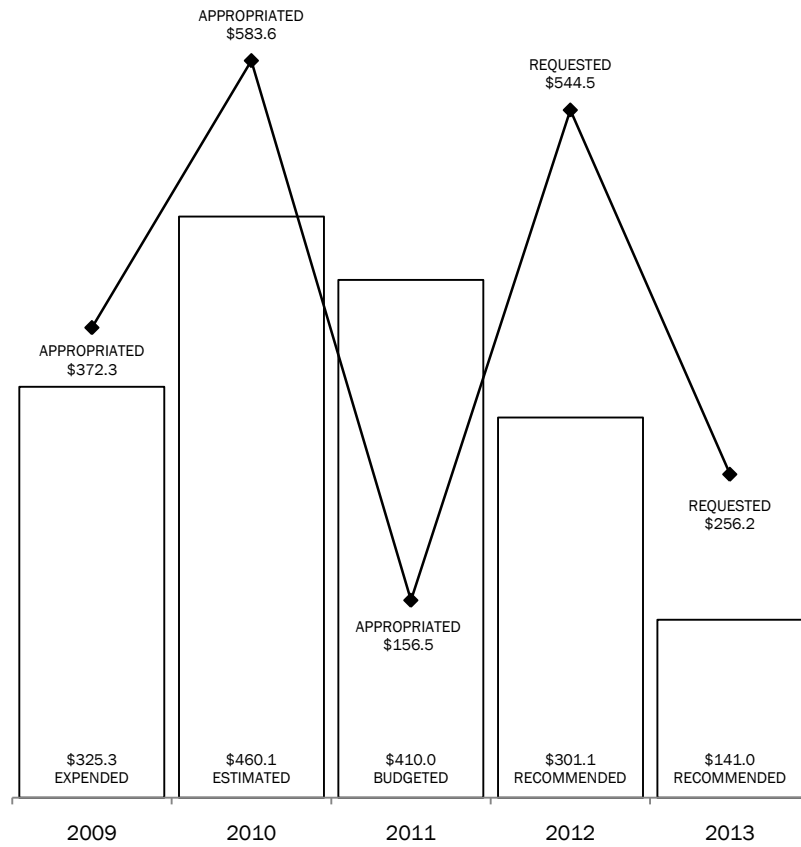 APPROPRIATED
$583.6
REQUESTED
$544.5
APPROPRIATED
$372.3
REQUESTED
$256.2
APPROPRIATED
$156.5
$325.3
EXPENDED
$460.1
ESTIMATED
$410.0
BUDGETED
$301.1
RECOMMENDED
$141.0
RECOMMENDED
2009
2010
2011
2012
2013